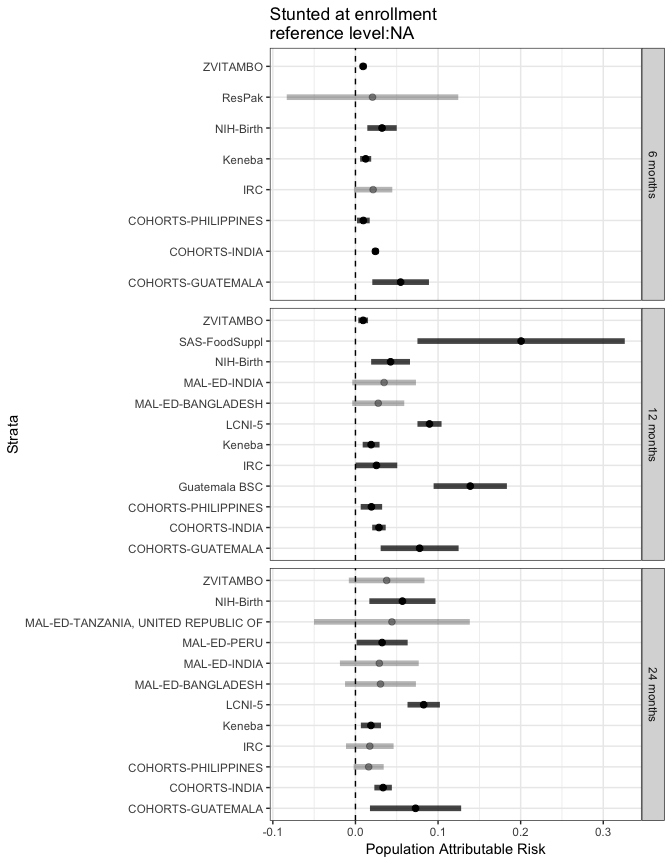 Stunted at enrollment
reference level:NA
Strata
ZVITAMBO
ResPak
NIH-Birth
Keneba
IRC
COHORTS-PHILIPPINES
COHORTS-INDIA
COHORTS-GUATEMALA
6 months
ZVITAMBO
SAS-FoodSuppl
NIH-Birth
MAL-ED-INDIA
MAL-ED-BANGLADESH
LCNI-5
Keneba
IRC
Guatemala BSC
COHORTS-PHILIPPINES
COHORTS-INDIA
COHORTS-GUATEMALA
12 months
ZVITAMBO
NIH-Birth
MAL-ED-TANZANIA, UNITED REPUBLIC OF
MAL-ED-PERU
MAL-ED-INDIA
MAL-ED-BANGLADESH
LCNI-5
Keneba
IRC
COHORTS-PHILIPPINES
COHORTS-INDIA
COHORTS-GUATEMALA
24 months
-0.1 0.0 0.1 0.2 0.3
Population Attributable Risk